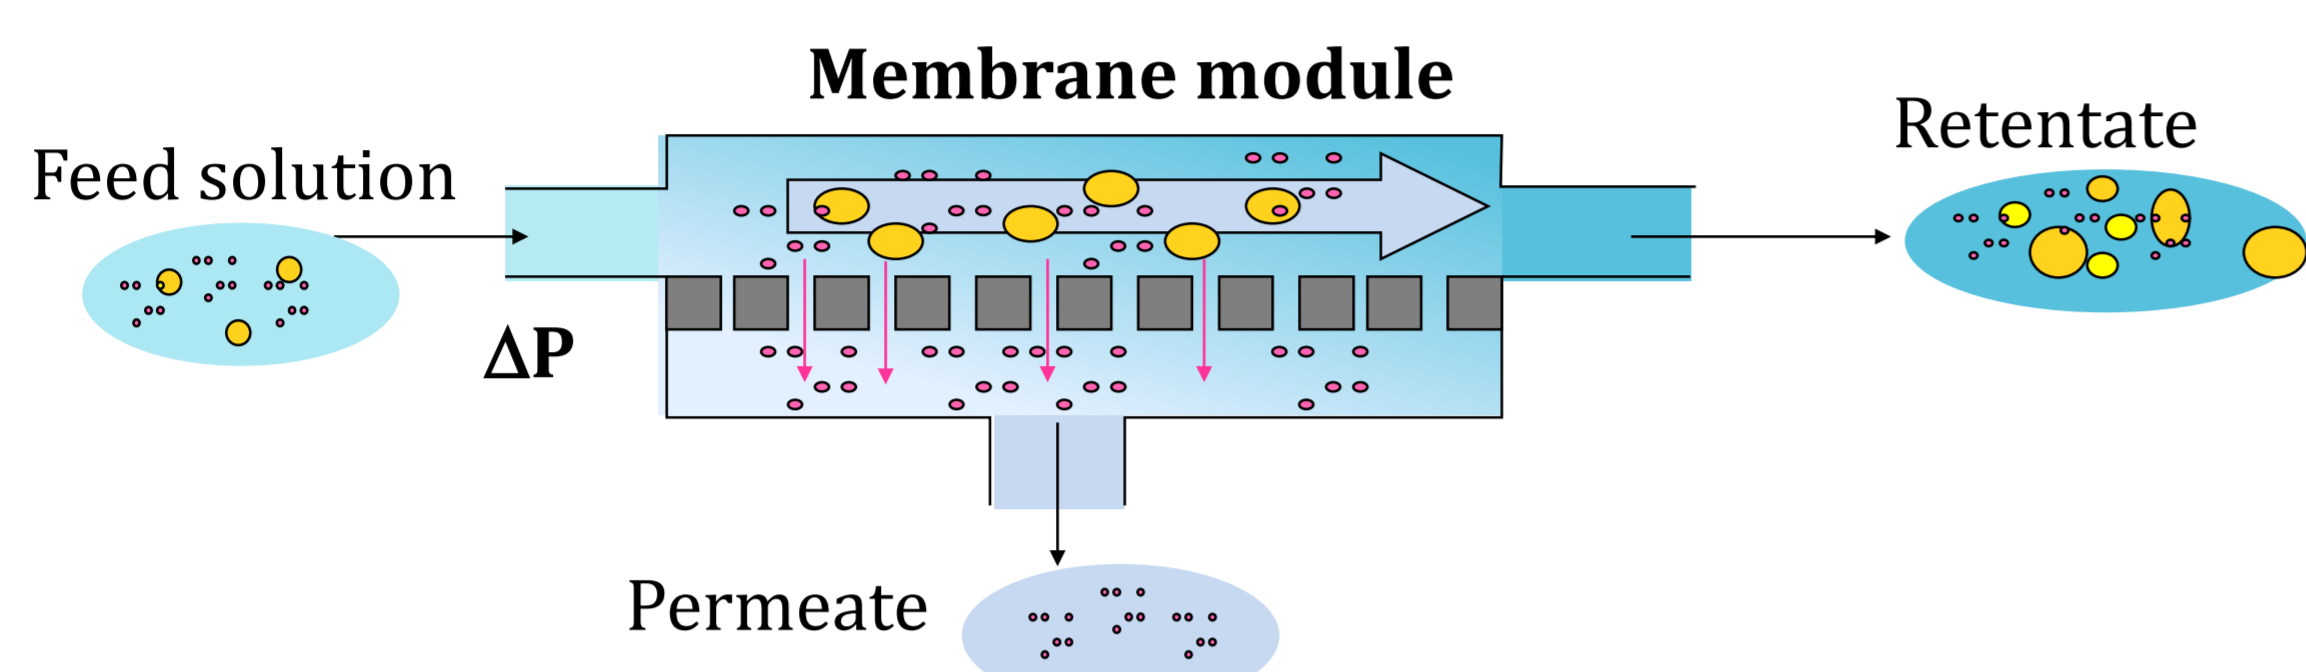 Membrane module
Feed solution
Retentate
ΔP
Permeate